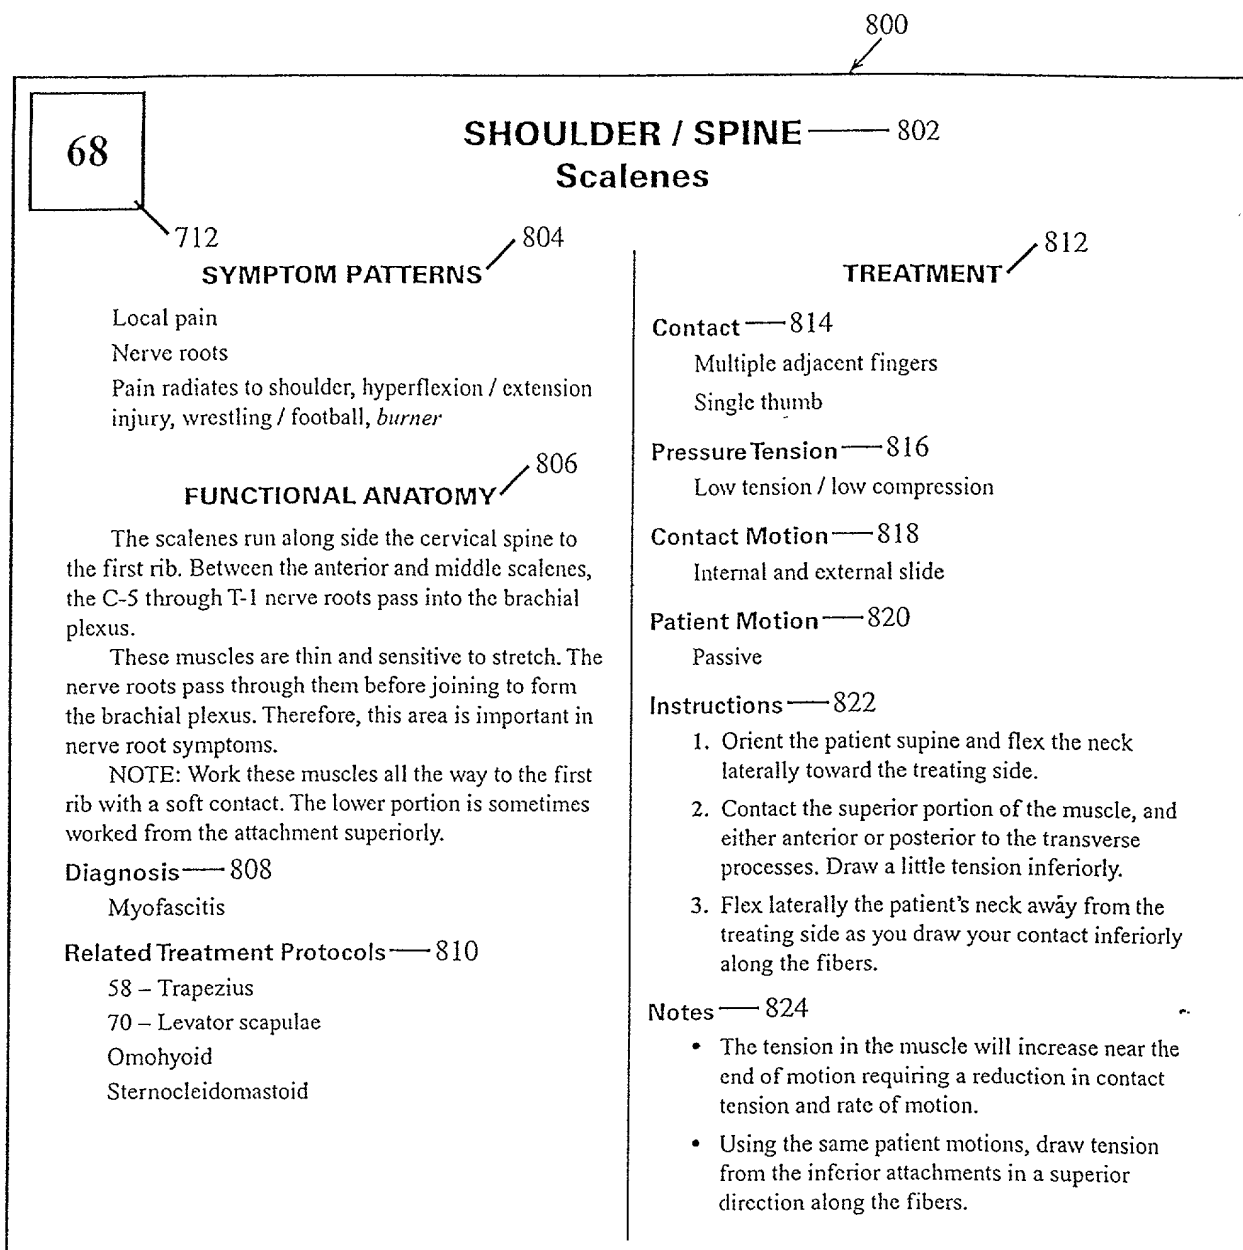 800
68
SHOULDER / SPINE 802
Scalenes
712
804
SYMPTOM PATTERNS
Local pain
Nerve roots
Pain radiates to shoulder, hyperflexion / extension
injury, wrestling / football, burner
806
FUNCTIONAL ANATOMY
The scalenes run along side the cervical spine to
the first rib. Between the anterior and middle scalenes,
the C-5 through T-1 nerve roots pass into the brachial
plexus.
These muscles are thin and sensitive to stretch. The
nerve roots pass through them before joining to form
the brachial plexus. Therefore, this area is important in
nerve root symptoms.
NOTE: Work these muscles all the way to the first
rib with a soft contact. The lower portion is sometimes
worked from the attachment superiorly.
Diagnosis 808
Myofascitis
Related Treatment Protocols 810
58 – Trapezius
70 – Levator scapulae
Omohyoid
Sternocleidomastoid
812
TREATMENT
Contact 814
Multiple adjacent fingers
Single thumb
Pressure Tension 816
Low tension / low compression
Contact Motion 818
Internal and external slide
Patient Motion 820
Passive
Instructions 822
1. Orient the patient supine and flex the neck
laterally toward the treating side.
2. Contact the superior portion of the muscle, and
either anterior or posterior to the transverse
processes. Draw a little tension inferiorly.
3. Flex laterally the patient's neck away from the
treating side as you draw your contact inferiorly
along the fibers.
Notes 824
• The tension in the muscle will increase near the
end of motion requiring a reduction in contact
tension and rate of motion.
• Using the same patient motions, draw tension
from the inferior attachments in a superior
direction along the fibers.